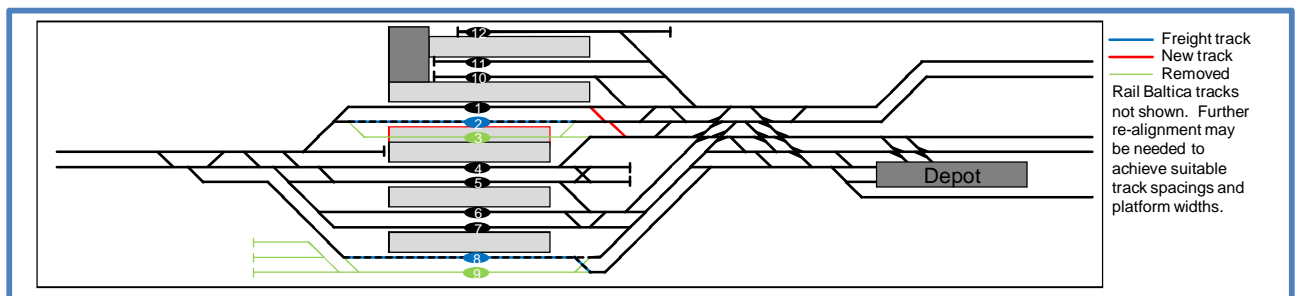 12
11
10
1
2
3
4
5
6
7
8
9
Depot
Freight track
New track
Removed
Rail Baltica tracks
not shown. Further
re-alignment may
be needed to
achieve suitable
track spacings and
platform widths.